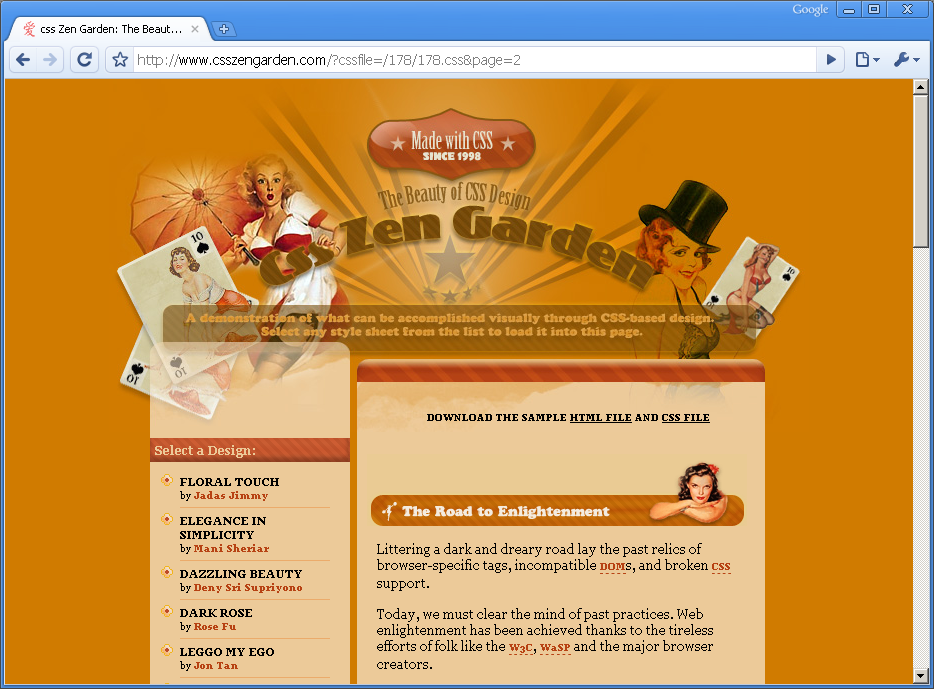 Google
愛 css Zen Garden: The Beaut...
http://www.csszengarden.com/?cssfile=/178/178.css&page=2
Made with CSS
SINCE 1998
The Beauty of CSS Design
css Zen Garden
10
10
10
10
A demonstration of what can be accomplished visually through CSS-based design.
Select any style sheet from the list to load it into this page.
DOWNLOAD THE SAMPLE HTML FILE AND CSS FILE
Select a Design:
FLORAL TOUCH
by Jadas Jimmy
ELEGANCE IN
SIMPLICITY
by Mani Sheriar
DAZZLING BEAUTY
by Deny Sri Supriyono
DARK ROSE
by Rose Fu
LEGGO MY EGO
by Jon Tan
The Road to Enlightenment
Littering a dark and dreary road lay the past relics of
browser-specific tags, incompatible DOMs, and broken CSS
support.
Today, we must clear the mind of past practices. Web
enlightenment has been achieved thanks to the tireless
efforts of folk like the W3C, WaSP and the major browser
creators.